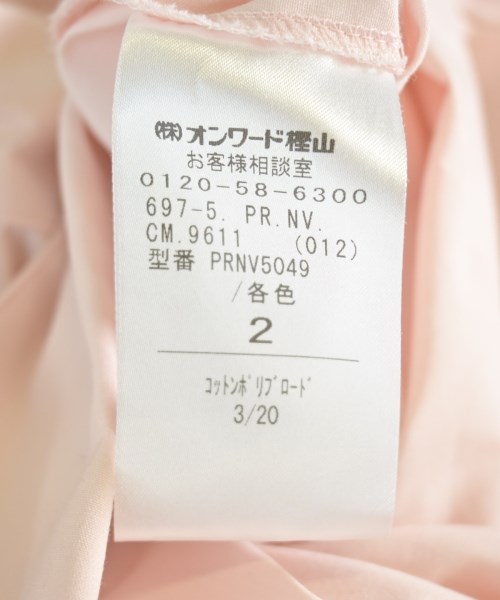 ㈱オンワード樫山
お客様相談室
0120-58-6300
697-5. PR.NV.
CM.9611 (012)
型番 PRNV5049
/各色
2
ｺｯﾄﾝﾎﾟﾘﾌﾞﾛｰﾄﾞ
3/20